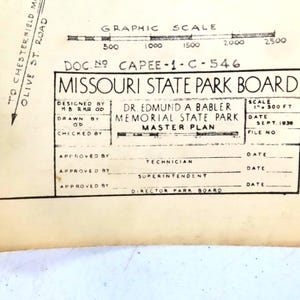 GRAPHIC SCALE
500 1000 1500 2000 2500
TO CHESTERFIELD
OLIVE ST. ROAD
DOC. NO CAPEE-1-C-546
MISSOURI STATE PARK BOARD
DESIGNED BY
DRAWN BY
OD
CHECKED BY
DR. EDMUND A. BABLER
MEMORIAL STATE PARK
MASTER PLAN
SCALE
1"=500 FT
DATE
SEPT. 1938
FILE NO
APPROVED BY DATE
TECHNICIAN
APPROVED BY DATE
SUPERINTENDENT
APPROVED BY DATE
DIRECTOR PARK BOARD